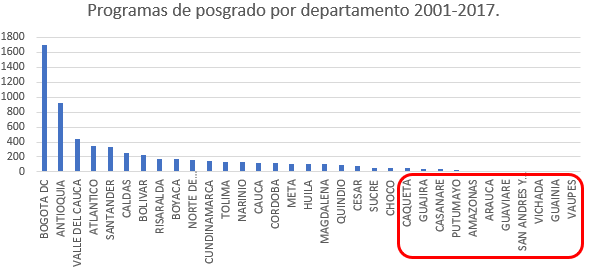 Programas de posgrado por departamento 2001-2017.
1800
1600
1400
1200
1000
800
600
400
200
0
BOGOTA DC
ANTIOQUIA
VALLE DEL CAUCA
ATLANTICO
SANTANDER
CALDAS
BOLIVAR
RISARALDA
BOYACA
NORTE DE...
CUNDINAMARCA
TOLIMA
NARINIO
CAUCA
CORDOBA
META
HUILA
MAGDALENA
QUINDIO
CESAR
SUCRE
CHOCO
CAQUETA
GUAJIRA
CASANARE
PUTUMAYO
AMAZONAS
ARAUCA
GUAVIARE
SAN ANDRES Y...
VICHADA
GUAINIA
VAUPES